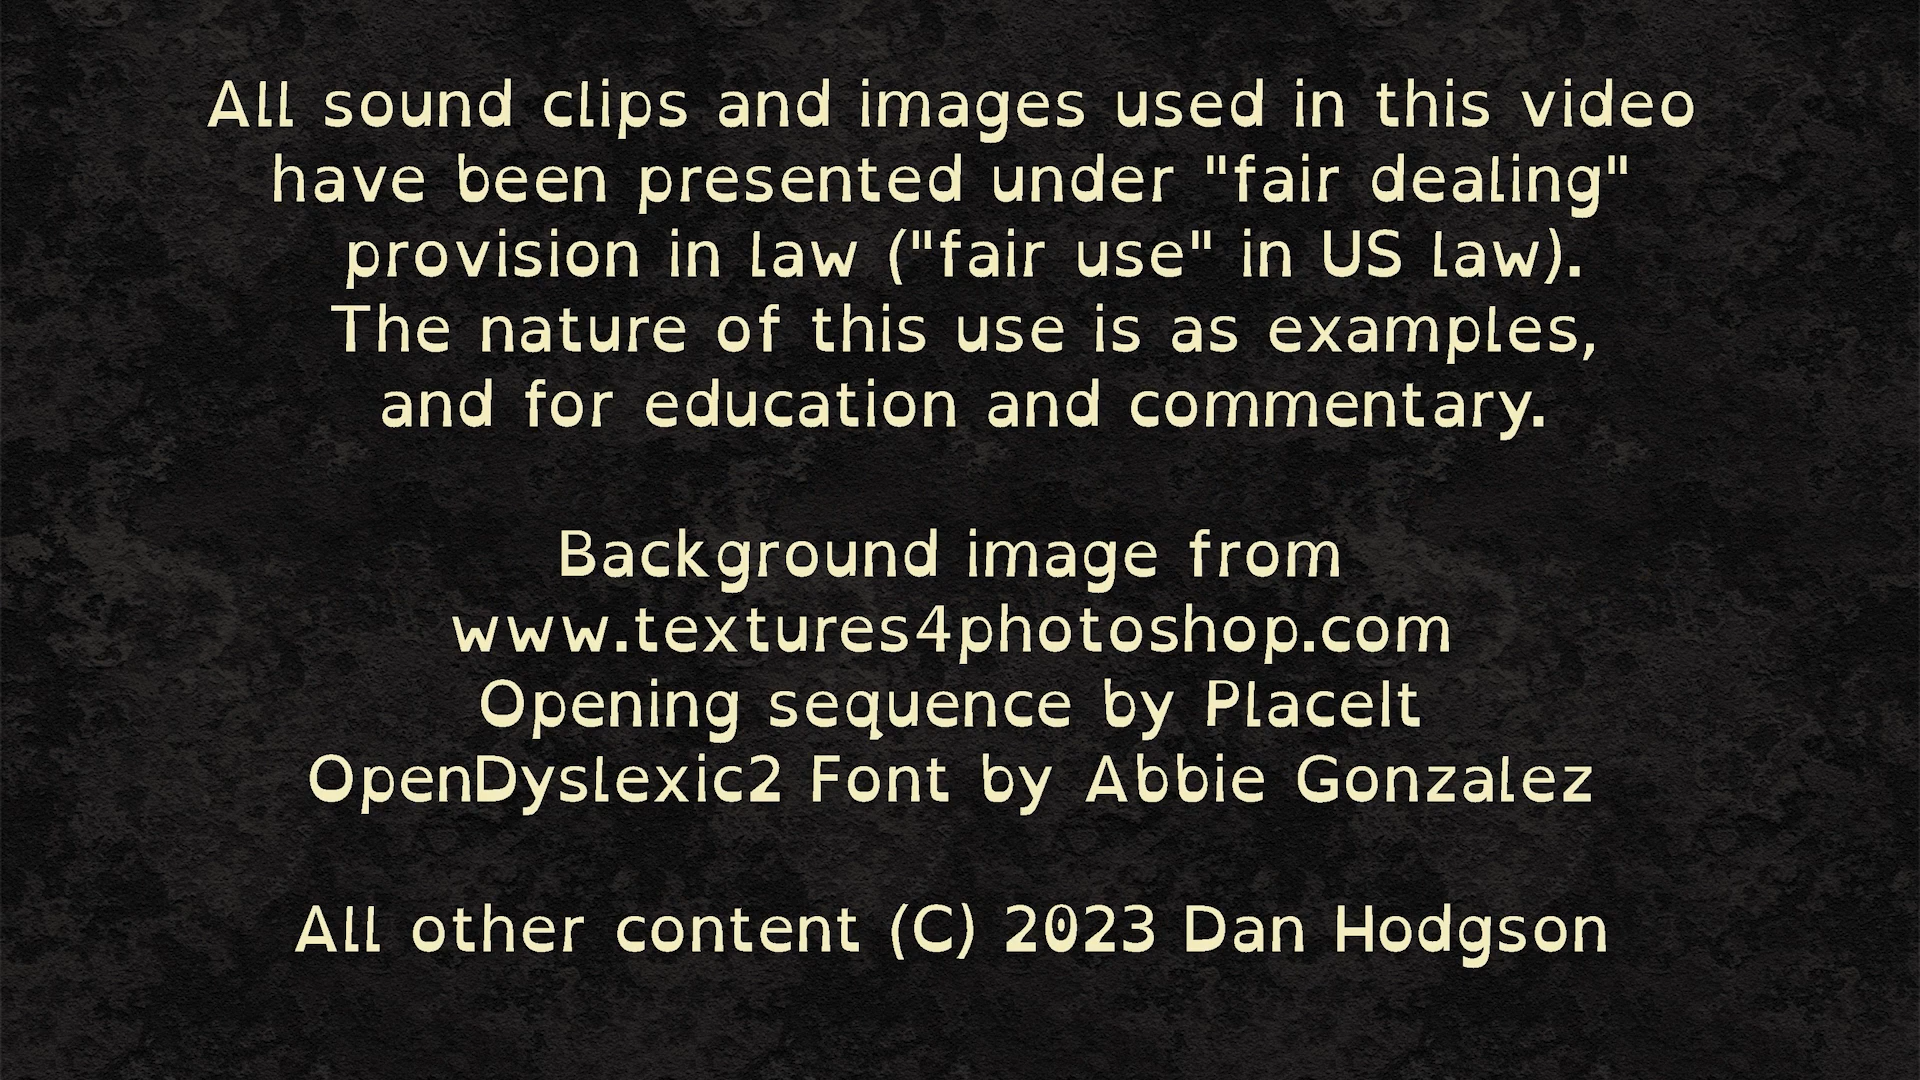 All sound clips and images used in this video
have been presented under "fair dealing"
provision in law ("fair use" in US law).
The nature of this use is as examples,
and for education and commentary.
Background image from
www.textures4photoshop.com
Opening sequence by PlaceIt
OpenDyslexic2 Font by Abbie Gonzalez
All other content (C) 2023 Dan Hodgson